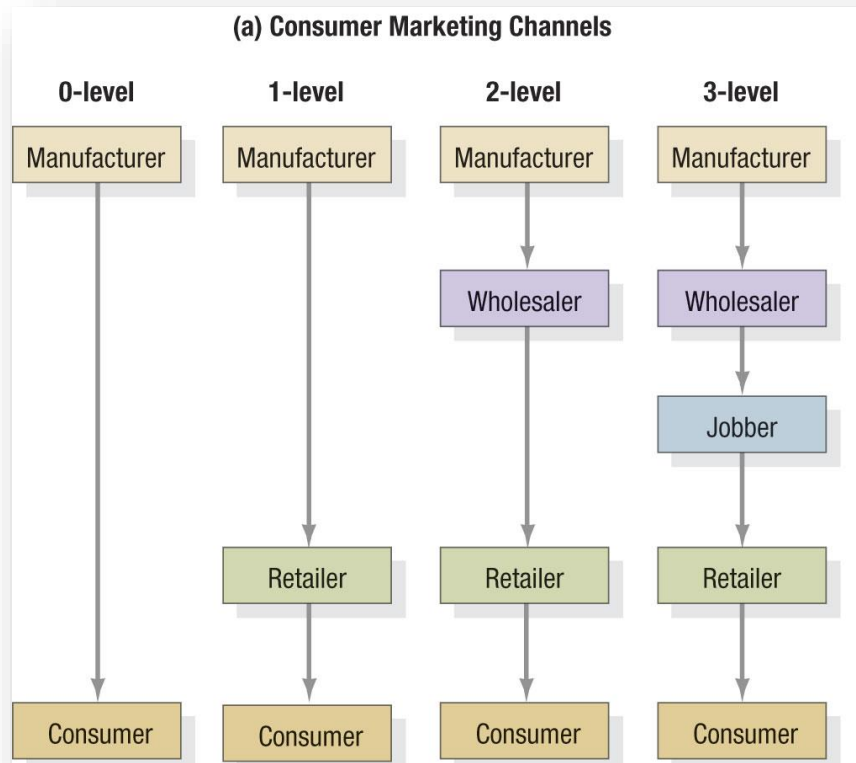 (a) Consumer Marketing Channels
0-level 1-level 2-level 3-level
Manufacturer Manufacturer Manufacturer Manufacturer
Wholesaler Wholesaler
Jobber
Retailer Retailer Retailer
Consumer Consumer Consumer Consumer